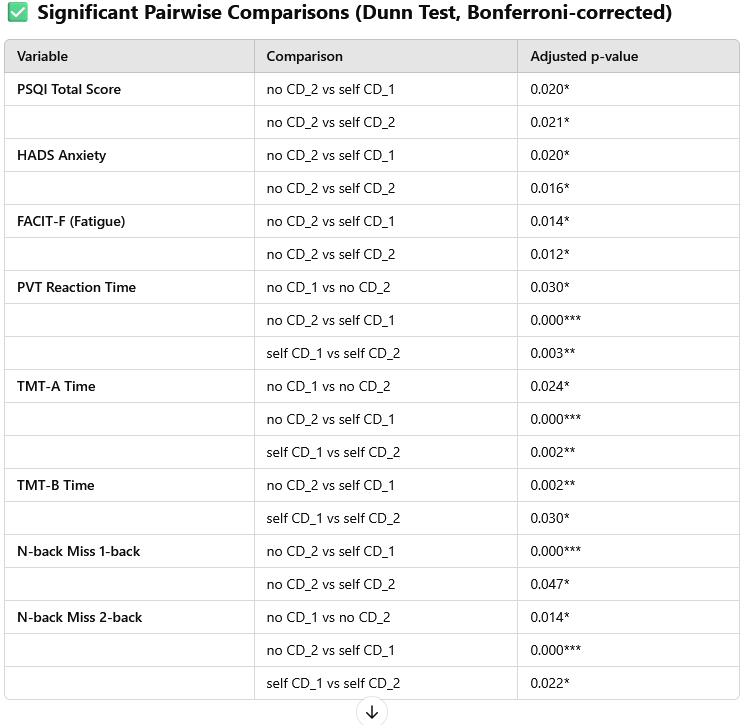 ✅ Significant Pairwise Comparisons (Dunn Test, Bonferroni-corrected)
Variable Comparison Adjusted p-value
PSQI Total Score no CD_2 vs self CD_1 0.020*
no CD_2 vs self CD_2 0.021*
HADS Anxiety no CD_2 vs self CD_1 0.020*
no CD_2 vs self CD_2 0.016*
FACIT-F (Fatigue) no CD_2 vs self CD_1 0.014*
no CD_2 vs self CD_2 0.012*
PVT Reaction Time no CD_1 vs no CD_2 0.030*
no CD_2 vs self CD_1 0.000***
self CD_1 vs self CD_2 0.003**
TMT-A Time no CD_1 vs no CD_2 0.024*
no CD_2 vs self CD_1 0.000***
self CD_1 vs self CD_2 0.002**
TMT-B Time no CD_2 vs self CD_1 0.002**
self CD_1 vs self CD_2 0.030*
N-back Miss 1-back no CD_2 vs self CD_1 0.000***
no CD_2 vs self CD_2 0.047*
N-back Miss 2-back no CD_1 vs no CD_2 0.014*
no CD_2 vs self CD_1 0.000***
self CD_1 vs self CD_2 0.022*